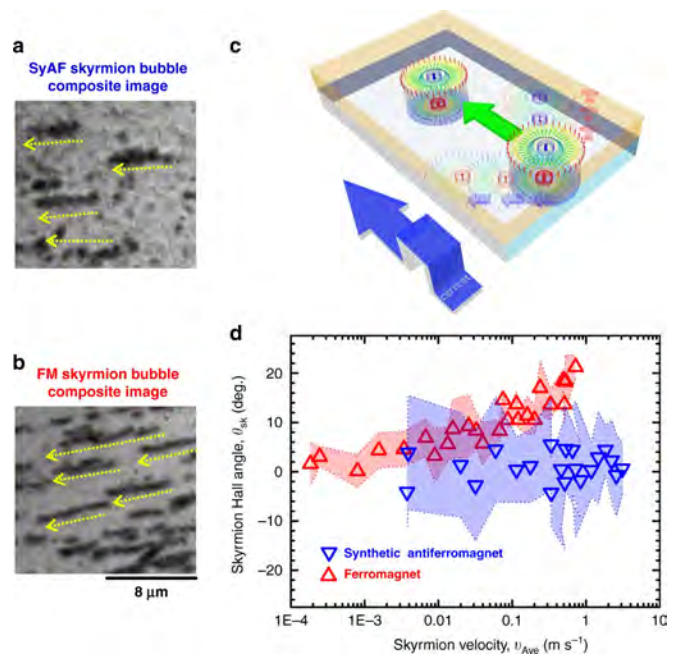 a
SyAF skyrmion bubble
composite image
b
FM skyrmion bubble
composite image
8 μm
c
current
d
Skyrmion Hall angle, θsk (deg.)
20
10
0
−10
−20
Synthetic antiferromagnet
Ferromagnet
1E−4
1E−3
0.01
0.1
1
10
Skyrmion velocity, υAve (m s⁻¹)